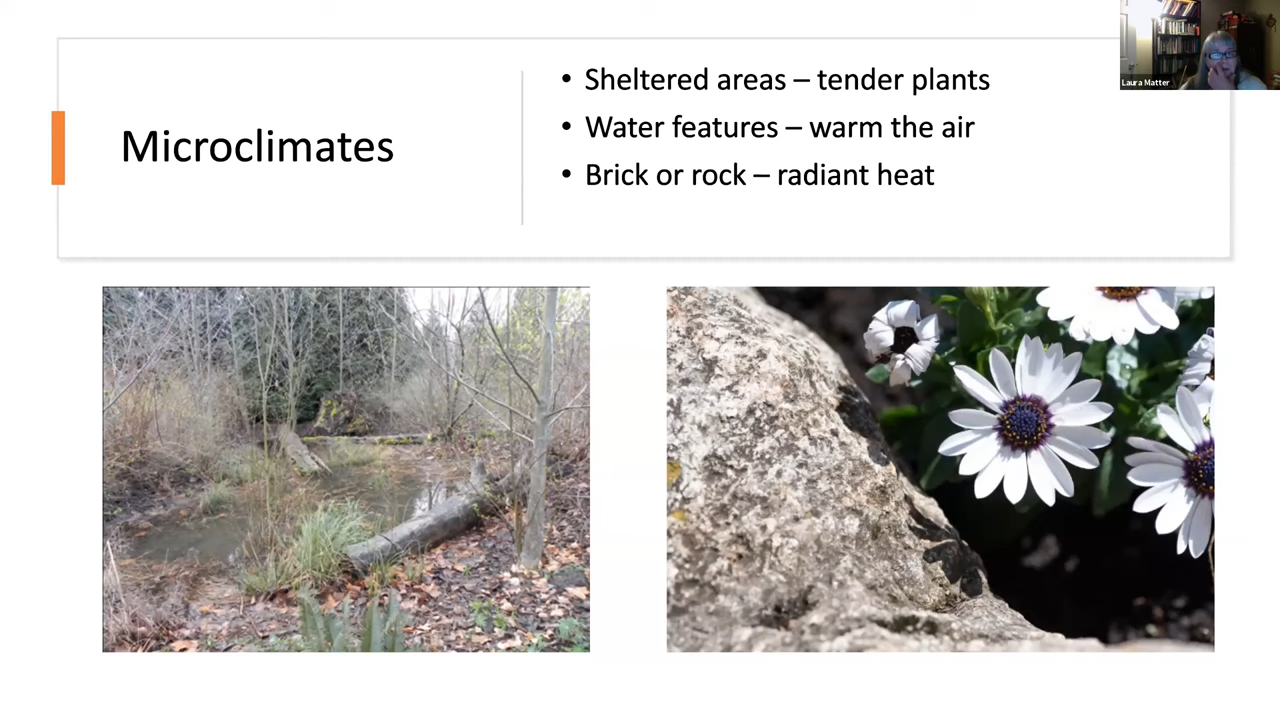 Microclimates
• Sheltered areas – tender plants
• Water features – warm the air
• Brick or rock – radiant heat
Laura Matter